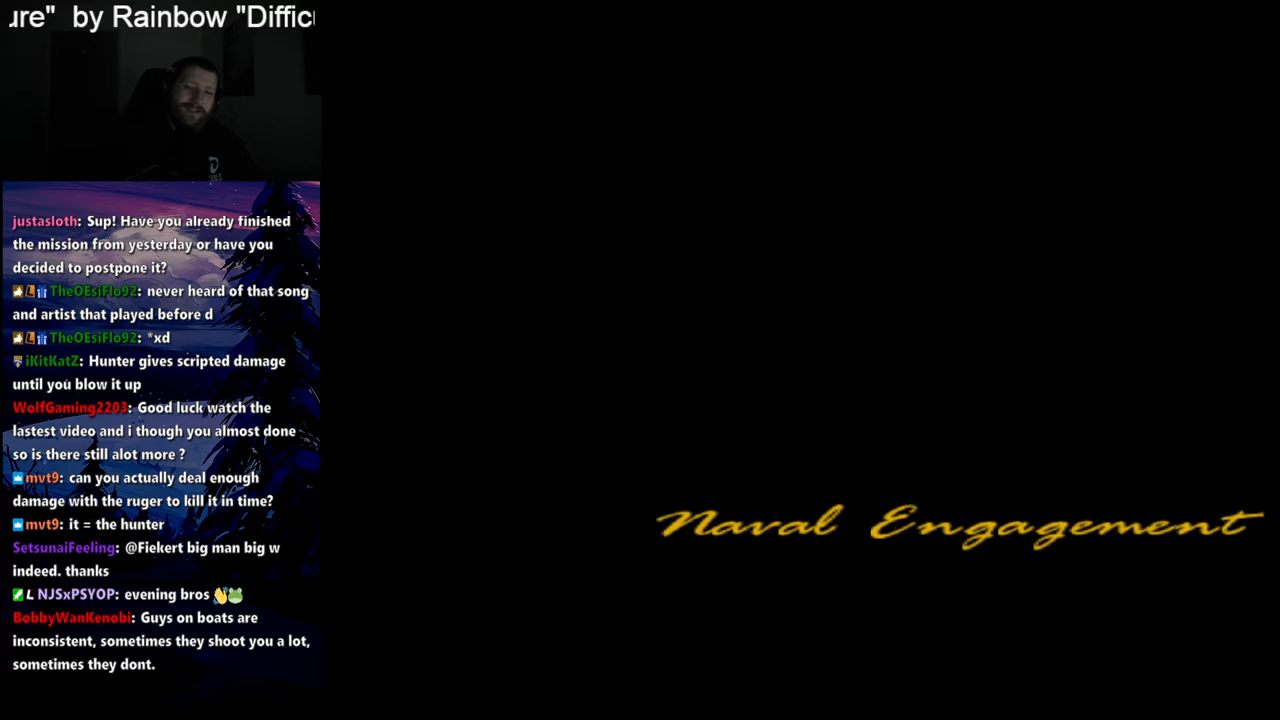 ure" by Rainbow "Diffic
justasloth: Sup! Have you already finished
the mission from yesterday or have you
decided to postpone it?
TheOEsiFlo92: never heard of that song
and artist that played before d
TheOEsiFlo92: *xd
iKitKatZ: Hunter gives scripted damage
until you blow it up
WolfGaming2203: Good luck watch the
lastest video and i though you almost done
so is there still alot more ?
mvt9: can you actually deal enough
damage with the ruger to kill it in time?
mvt9: it = the hunter
SetsunaiFeeling: @Fiekert big man big w
indeed. thanks
L NJSxPSYOP: evening bros 👋🐸
BobbyWanKenobi: Guys on boats are
inconsistent, sometimes they shoot you a lot,
sometimes they dont.
Naval Engagement